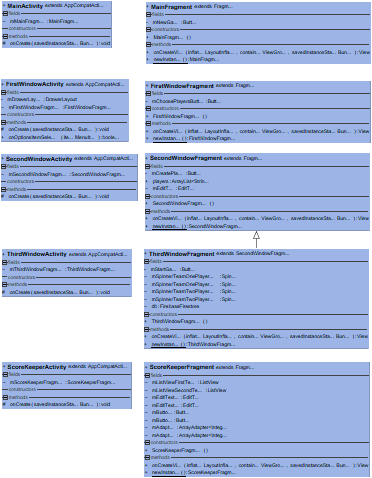 MainActivity extends AppCompatActi...
fields
mMainFragm... :MainFragm...
constructors
methods
# onCreate (savedInstanceSta... Bun... ):void
MainFragment extends Fragm...
fields
- mNewGa... :Butt...
constructors
+ MainFragm... ()
methods
+ onCreateVi... (inflat... LayoutInfla... , contain... ViewGro... , savedInstanceSta... Bun... ):View
+ newInstan... ():MainFragm...
FirstWindowActivity extends AppCompatActi...
fields
- mDrawerLay... :DrawerLayout
- mFirstWindowFragm... :FirstWindowFragm...
constructors
methods
# onCreate (savedInstanceSta... Bun... ):void
+ onOptionItemSele... (ite... MenuIt... ):boole...
FirstWindowFragment extends Fragm...
fields
- mChoosePlayersButt... :Butt...
constructors
+ FirstWindowFragm... ()
methods
+ onCreateVi... (inflat... LayoutInfla... , contain... ViewGro... , savedInstanceSta... Bun... ):View
+ newInstan... ():FirstWindowFragm...
SecondWindowActivity extends AppCompatActi...
fields
- mSecondWindowFragm... :SecondWindowFragm...
constructors
methods
# onCreate (savedInstanceSta... Bun... ):void
SecondWindowFragment extends Fragm...
fields
- mCreatePla... :Butt...
- players :ArrayList<Strin...
- mEditT... :EditT...
constructors
+ SecondWindowFragm... ()
methods
+ onCreateVi... (inflat... LayoutInfla... , contain... ViewGro... , savedInstanceSta... Bun... ):View
+ newInstan... ():SecondWindowFragm...
ThirdWindowActivity extends AppCompatActi...
fields
- mThirdWindowFragm... :ThirdWindowFragm...
constructors
methods
# onCreate (savedInstanceSta... Bun... ):void
ThirdWindowFragment extends SecondWindowFragm...
fields
- mStartGa... :Butt...
- mSpinnerTeamOnePlayer... :Spin...
- mSpinnerTeamOnePlayer... :Spin...
- mSpinnerTeamTwoPlayer... :Spin...
- mSpinnerTeamTwoPlayer... :Spin...
- db :FirebaseFirestore
constructors
+ ThirdWindowFragm... ()
methods
+ onCreateVi... (inflat... LayoutInfla... , contain... ViewGro... , savedInstanceSta... Bun... ):View
+ newInstan... ():ThirdWindowFragm...
ScoreKeeperActivity extends AppCompatActi...
fields
- mScoreKeeperFragm... :ScoreKeeperFragm...
constructors
methods
# onCreate (savedInstanceSta... Bun... ):void
ScoreKeeperFragment extends Fragm...
fields
- mListViewFirstTe... :ListView
- mListViewSecondTe... :ListView
- mEditText... :EditT...
- mEditText... :EditT...
- mButto... :Butt...
- mButto... :Butt...
- mAdapt... :ArrayAdapter<Integ...
- mAdapt... :ArrayAdapter<Integ...
constructors
+ ScoreKeeperFragm... ()
methods
+ onCreateVi... (inflat... LayoutInfla... , contain... ViewGro... , savedInstanceSta... Bun... ):View
+ newInstan... ():ScoreKeeperFragm...